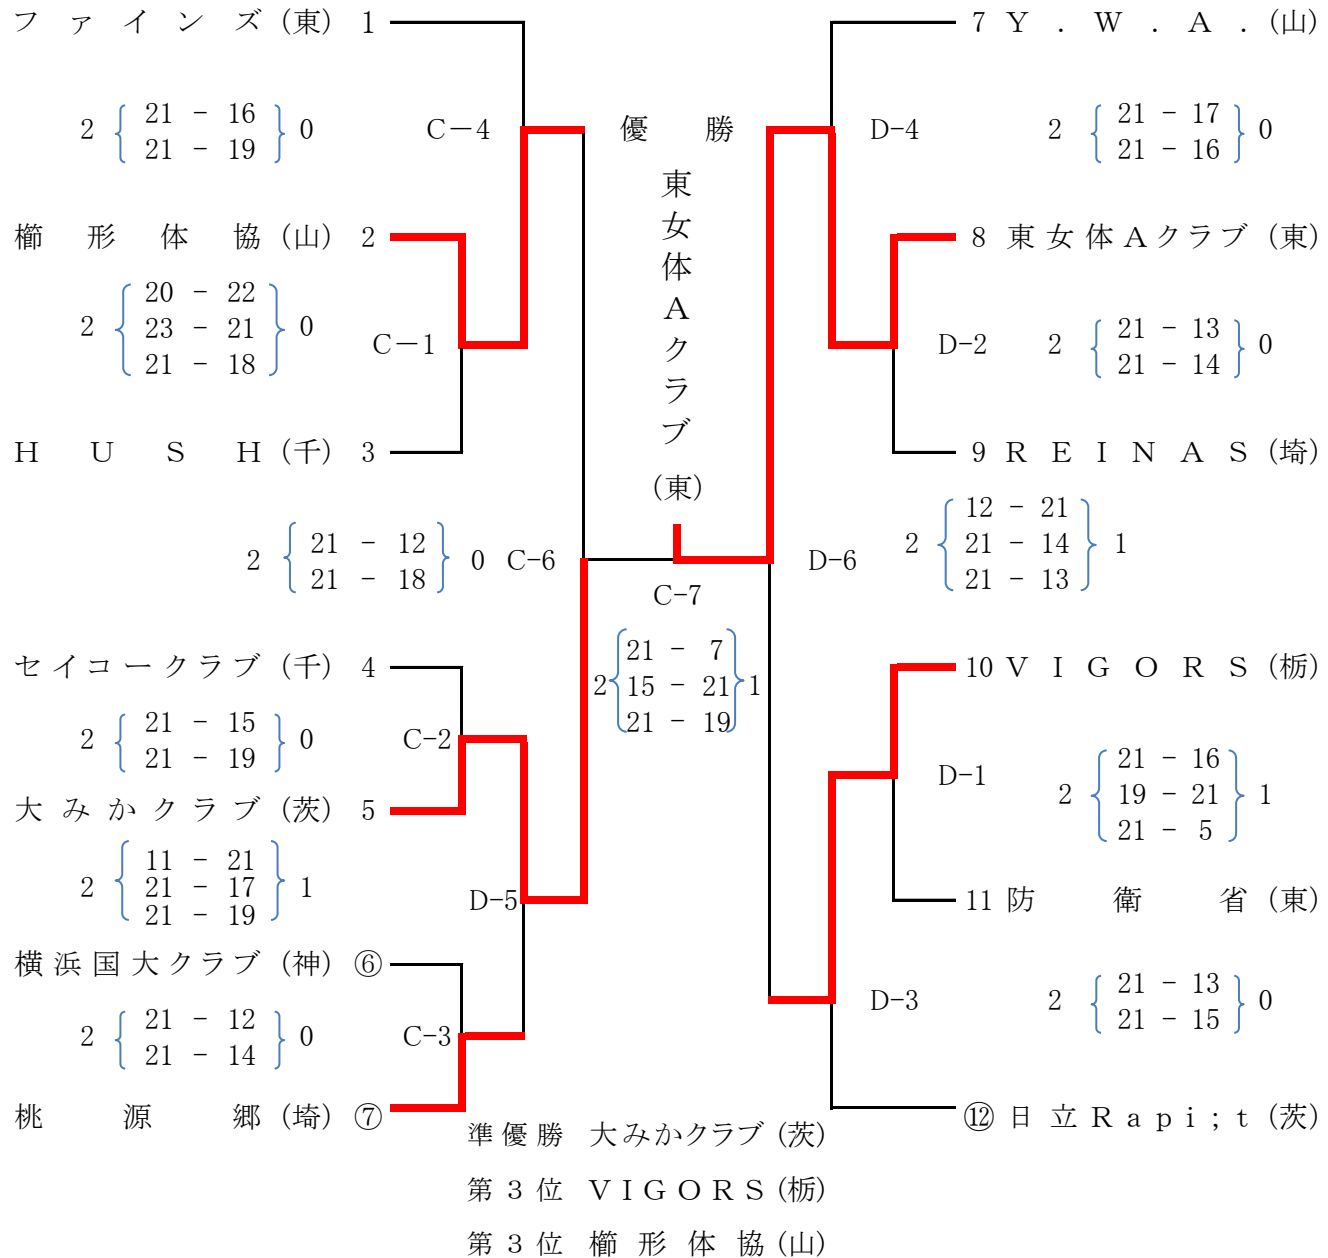 ファインズ（東） 1
2 21 － 16 0
21 － 19
C－4
櫛形体協（山） 2
20 － 22
2 23 － 21 0
21 － 18
C－1
HUSH（千） 3
2 21 － 12 0
21 － 18
C-6
セイコークラブ（千） 4
2 21 － 15 0
21 － 19
C-2
大みかクラブ（茨） 5
11 － 21
2 21 － 17 1
21 － 19
D-5
横浜国大クラブ（神） ⑥
2 21 － 12 0
21 － 14
C-3
桃源郷（埼） ⑦
優勝
東女体Aクラブ
（東）
C-7
21 － 7
2 15 － 21 1
21 － 19
7 Y．W．A．（山）
D-4
2 21 － 17 0
21 － 16
8 東女体Aクラブ（東）
D-2
2 21 － 13 0
21 － 14
9 REINAS（埼）
D-6
12 － 21
2 21 － 14 1
21 － 13
10 VIGORS（栃）
D-1
21 － 16
2 19 － 21 1
21 － 5
11 防衛省（東）
D-3
2 21 － 13 0
21 － 15
⑫ 日立Rapi;t（茨）
準優勝 大みかクラブ（茨）
第３位 VIGORS（栃）
第３位 櫛形体協（山）